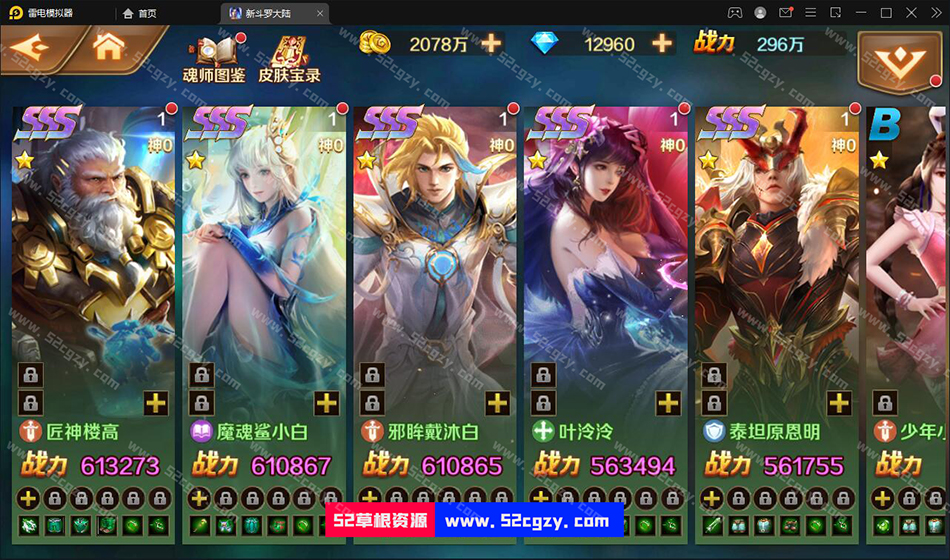 雷电模拟器
首页
新斗罗大陆
魂师图鉴
皮肤宝录
2078万
12960
战力 296万
SSS 1 神0
SSS 1 神0
SSS 1 神0
SSS 1 神0
SSS 1 神0
B
匠神楼高
魔魂鲨小白
邪眸戴沐白
叶泠泠
泰坦原恩明
少年小
战力 613273
战力 610867
战力 610865
战力 563494
战力 561755
战力
52草根资源 www.52cgzy.com
www.52cgzy.com